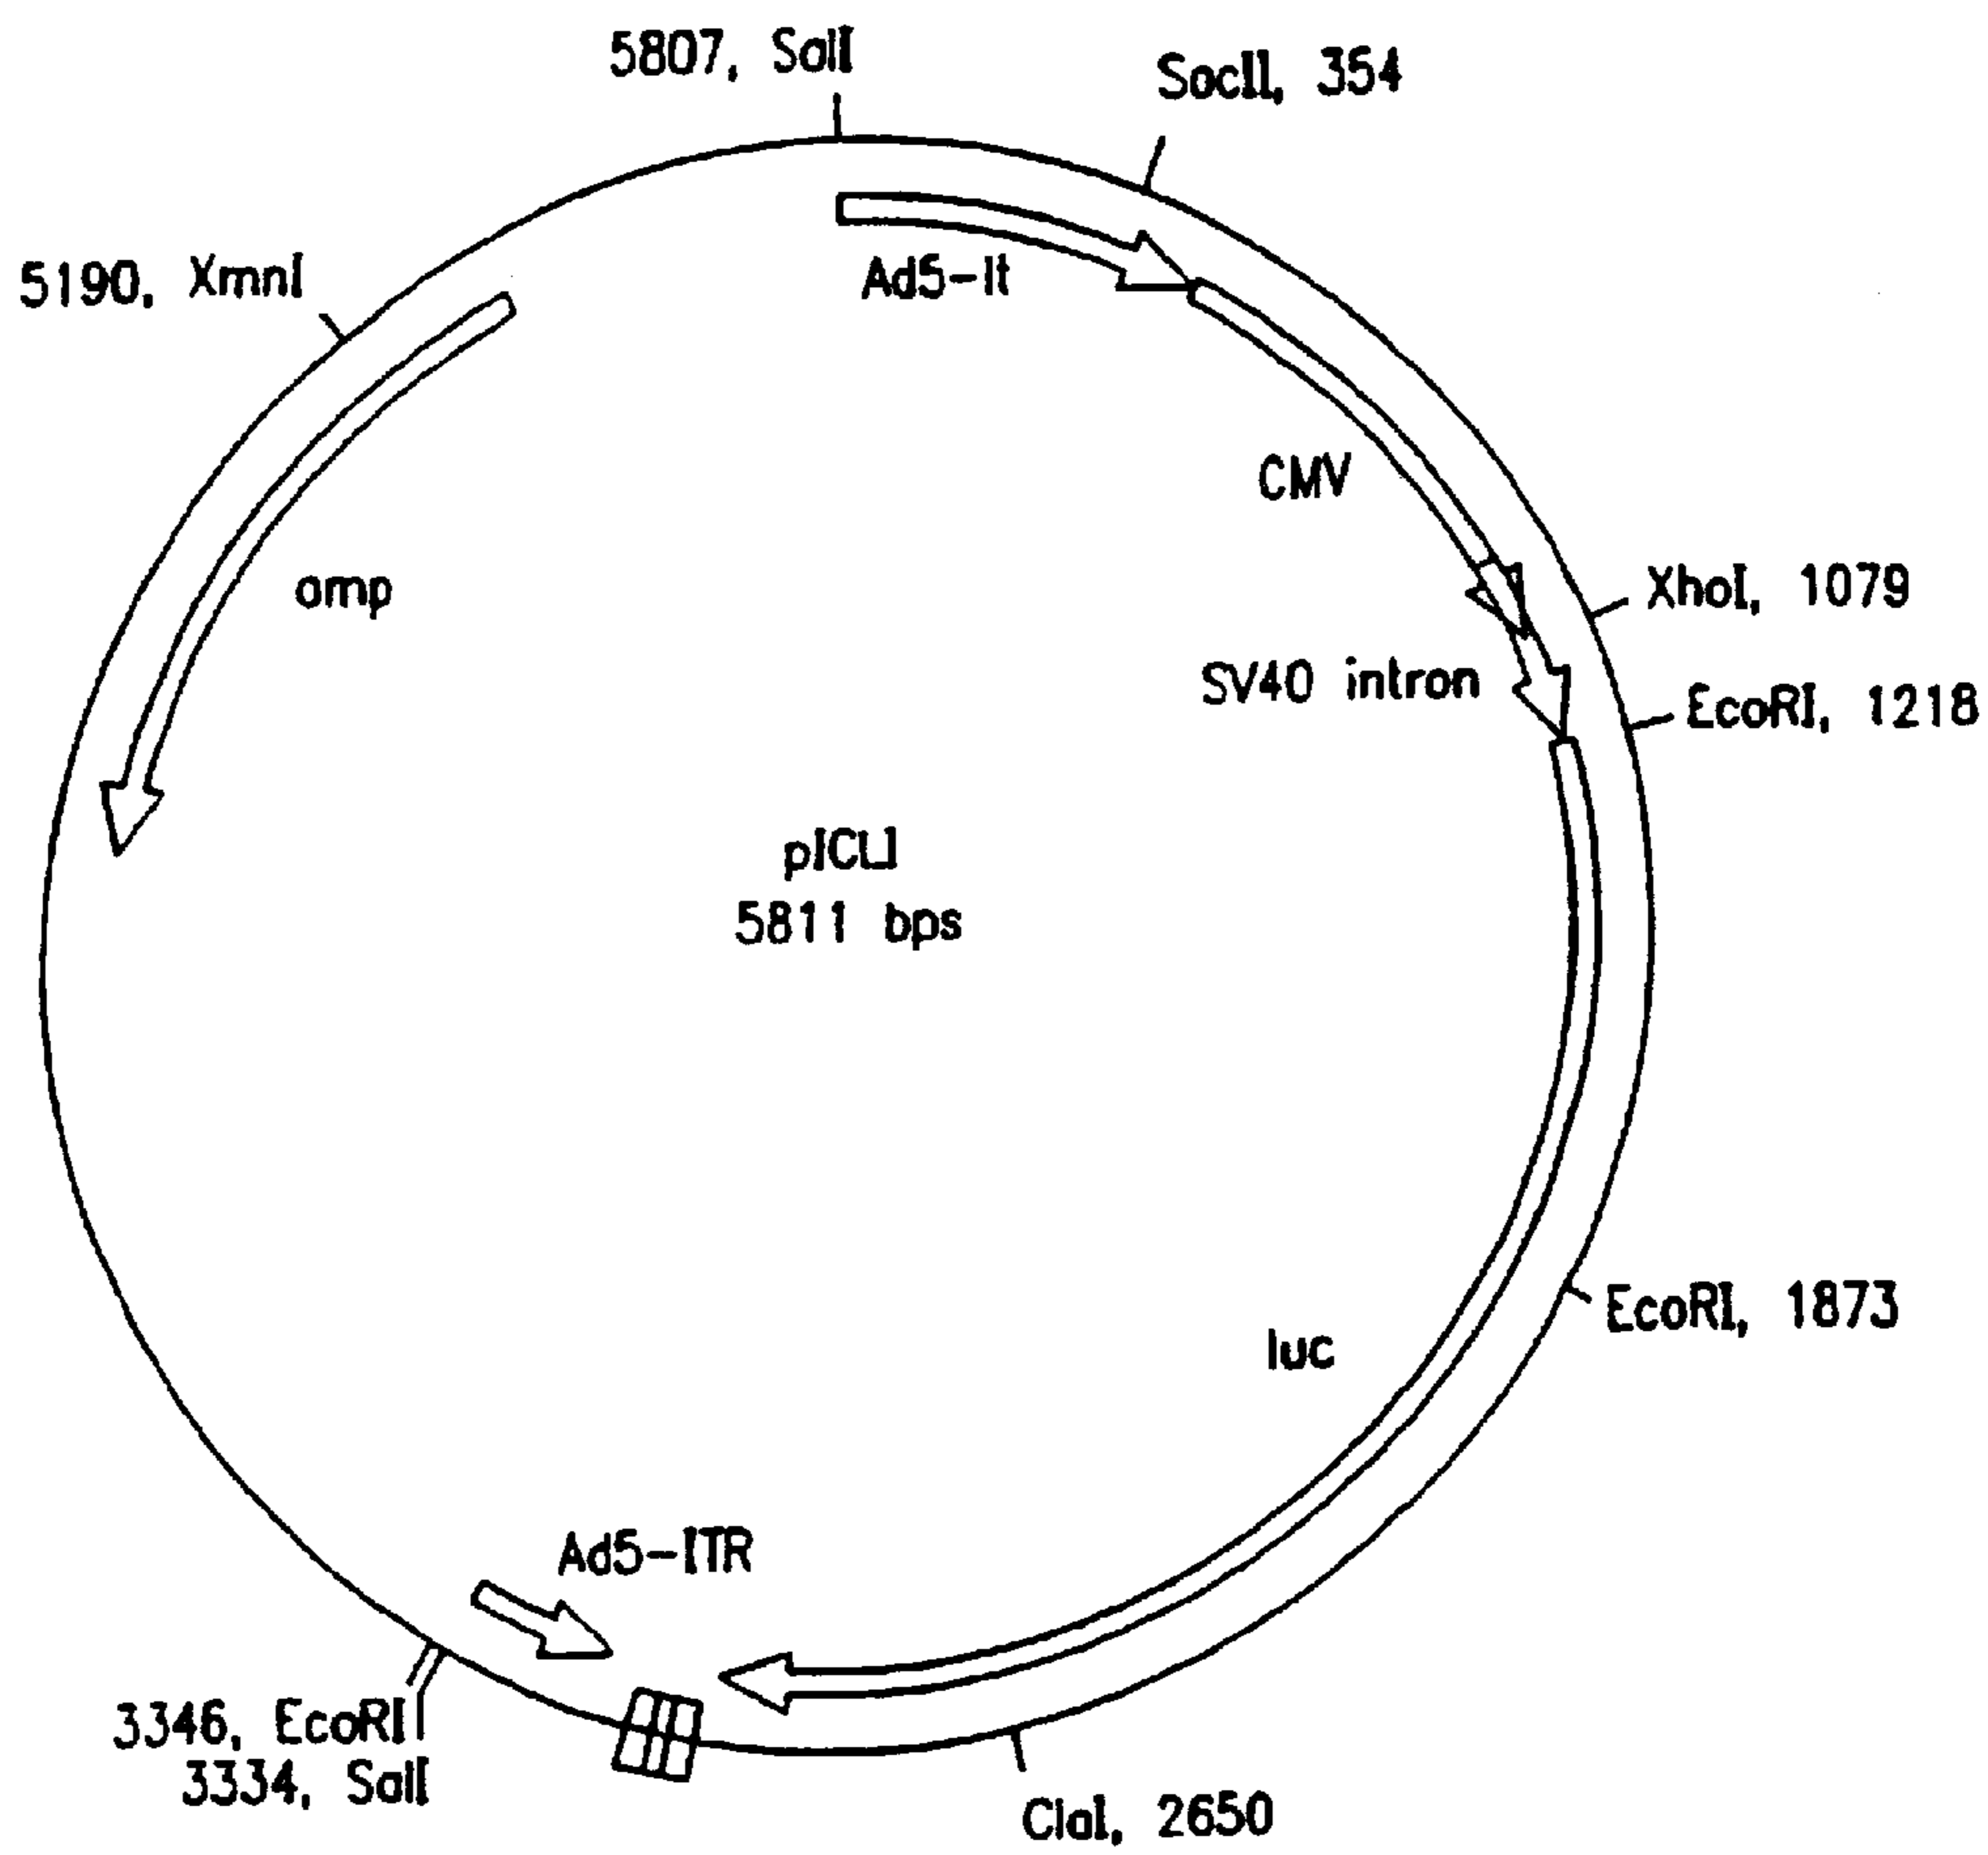 5807, SalI
SacII, 354
5190, XmnI
Ad5-lt
CMV
amp
XhoI, 1079
SV40 intron
EcoRI, 1218
pICLI
5811 bps
EcoRI, 1873
luc
Ad5-ITR
3346, EcoRI
3334, SalI
ClaI, 2650